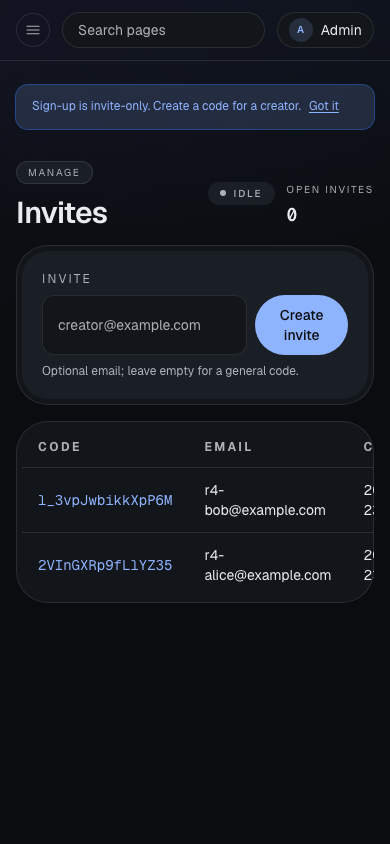 Search pages
A
Admin
Sign-up is invite-only. Create a code for a creator. Got it
MANAGE
Invites
IDLE
OPEN INVITES
0
INVITE
creator@example.com
Create
invite
Optional email; leave empty for a general code.
CODE
EMAIL
l_3vpJwbikkXpP6M
r4-
bob@example.com
2VInGXRp9fLlYZ35
r4-
alice@example.com